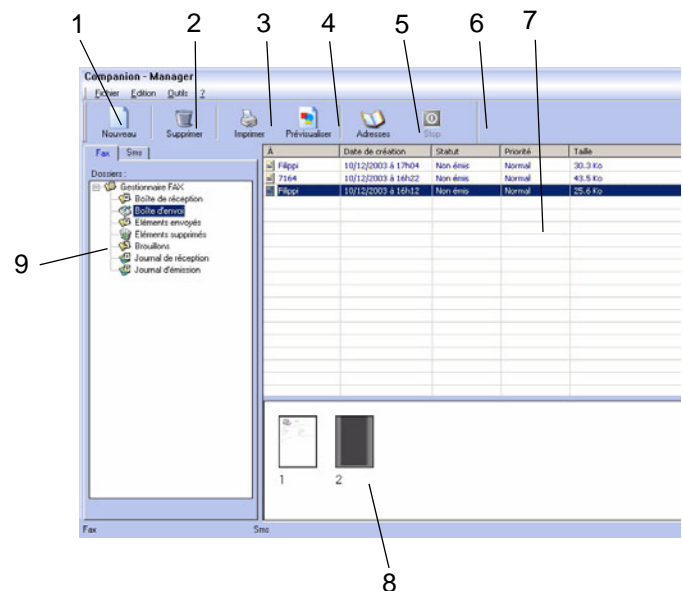 1 2 3 4 5 6 7
Companion - Manager
Fichier Edition Outils ?
Nouveau Supprimer Imprimer Prévisualiser Adresses Stop
Fax Sms
À Date de création Statut Priorité Taille
Filippi 10/12/2003 à 17h04 Non émis Normal 30.3 Ko
7164 10/12/2003 à 16h22 Non émis Normal 43.5 Ko
Filippi 10/12/2003 à 16h12 Non émis Normal 25.6 Ko
Dossiers :
Gestionnaire FAX
Boîte de réception
Boîte d'envoi
Eléments envoyés
Eléments supprimés
Brouillons
Journal de réception
Journal d'émission
9
1 2
Fax Sms
8